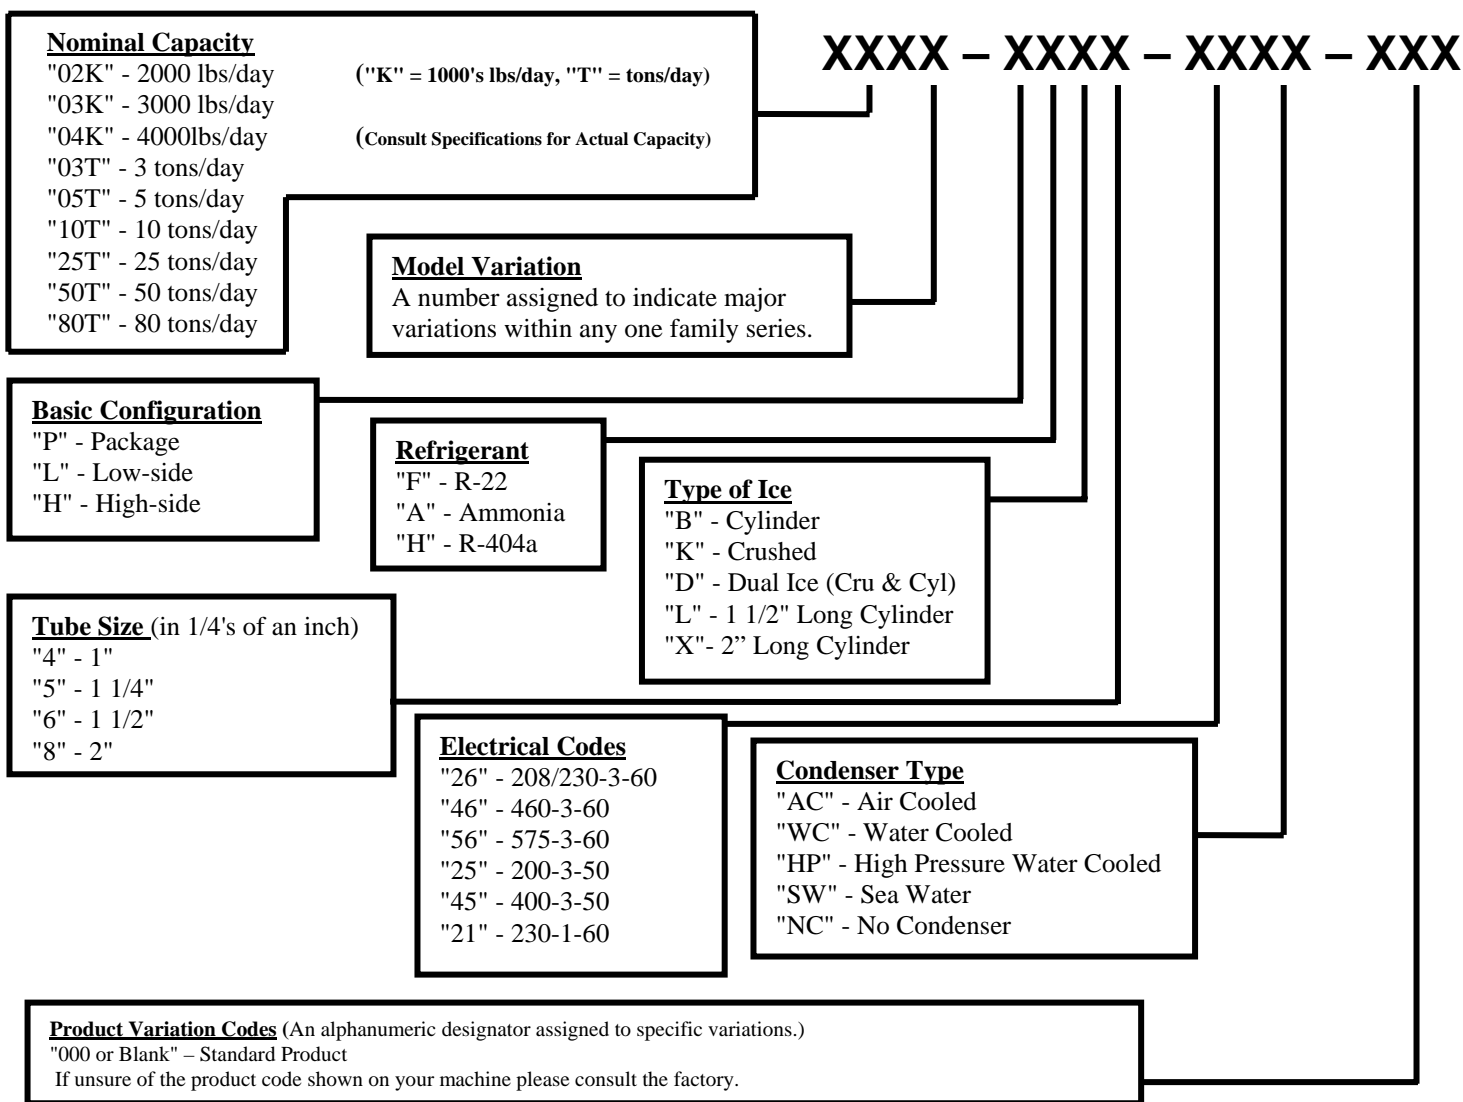 XXXX – XXXX – XXXX – XXX
Nominal Capacity
"02K" - 2000 lbs/day ("K" = 1000's lbs/day, "T" = tons/day)
"03K" - 3000 lbs/day
"04K" - 4000lbs/day (Consult Specifications for Actual Capacity)
"03T" - 3 tons/day
"05T" - 5 tons/day
"10T" - 10 tons/day
"25T" - 25 tons/day
"50T" - 50 tons/day
"80T" - 80 tons/day
Model Variation
A number assigned to indicate major
variations within any one family series.
Basic Configuration
"P" - Package
"L" - Low-side
"H" - High-side
Refrigerant
"F" - R-22
"A" - Ammonia
"H" - R-404a
Type of Ice
"B" - Cylinder
"K" - Crushed
"D" - Dual Ice (Cru & Cyl)
"L" - 1 1/2" Long Cylinder
"X"- 2” Long Cylinder
Tube Size (in 1/4's of an inch)
"4" - 1"
"5" - 1 1/4"
"6" - 1 1/2"
"8" - 2"
Electrical Codes
"26" - 208/230-3-60
"46" - 460-3-60
"56" - 575-3-60
"25" - 200-3-50
"45" - 400-3-50
"21" - 230-1-60
Condenser Type
"AC" - Air Cooled
"WC" - Water Cooled
"HP" - High Pressure Water Cooled
"SW" - Sea Water
"NC" - No Condenser
Product Variation Codes (An alphanumeric designator assigned to specific variations.)
"000 or Blank" – Standard Product
If unsure of the product code shown on your machine please consult the factory.